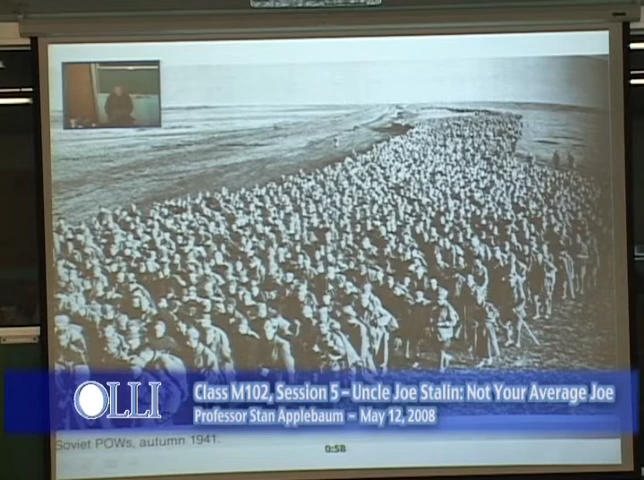 OLLI
Class M102, Session 5 – Uncle Joe Stalin: Not Your Average Joe
Professor Stan Applebaum – May 12, 2008
Soviet POWs, autumn 1941.
0:58